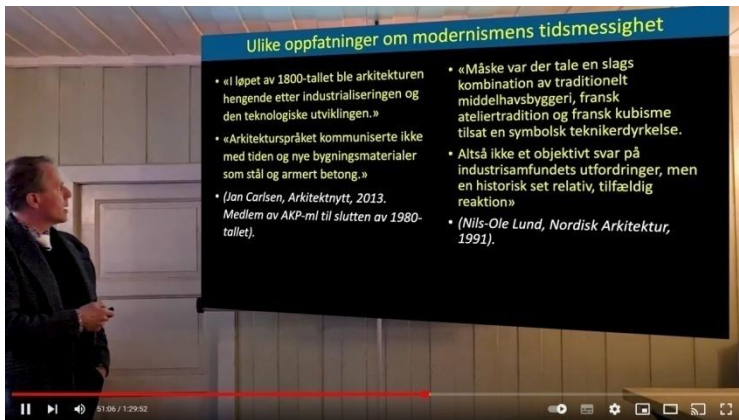 Ulike oppfatninger om modernismens tidsmessighet
• «I løpet av 1800-tallet ble arkitekturen
hengende etter industrialiseringen og
den teknologiske utviklingen.»
• «Arkitekturspråket kommuniserte ikke
med tiden og nye bygningsmaterialer
som stål og armert betong.»
• (Jan Carlsen, Arkitektnytt, 2013.
Medlem av AKP-ml til slutten av 1980-
tallet).
• «Måske var der tale en slags
kombination av traditionelt
middelhavsbyggeri, fransk
ateliertradition og fransk kubisme
tilsat en symbolsk teknikerdyrkelse.
• Altså ikke et objektivt svar på
industrisamfundets utfordringer, men
en historisk set relativ, tilfældig
reaktion»
• (Nils-Ole Lund, Nordisk Arkitektur,
1991).
51:06 / 1:29:52